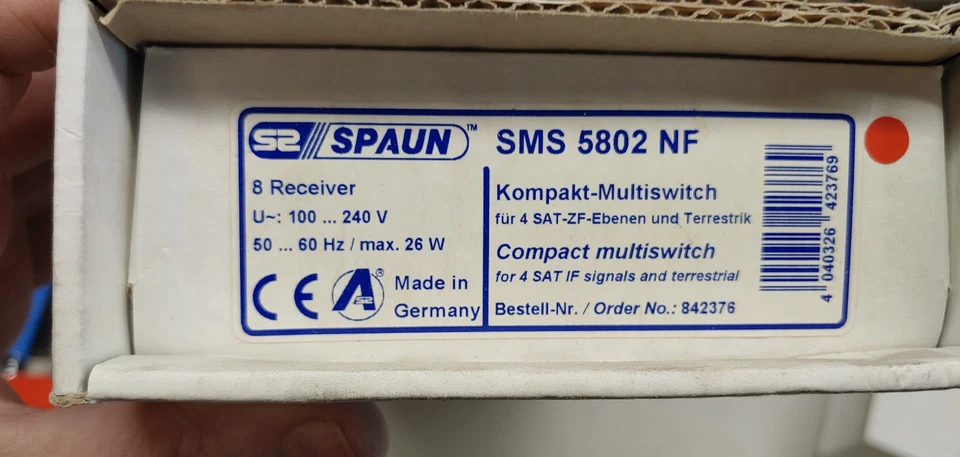 SPAUN™
8 Receiver
U~: 100 ... 240 V
50 ... 60 Hz / max. 26 W
CE
A®
Made in
Germany
SMS 5802 NF
Kompakt-Multiswitch
für 4 SAT-ZF-Ebenen und Terrestrik
Compact multiswitch
for 4 SAT IF signals and terrestrial
Bestell-Nr. / Order No.: 842376
4 040326 423769